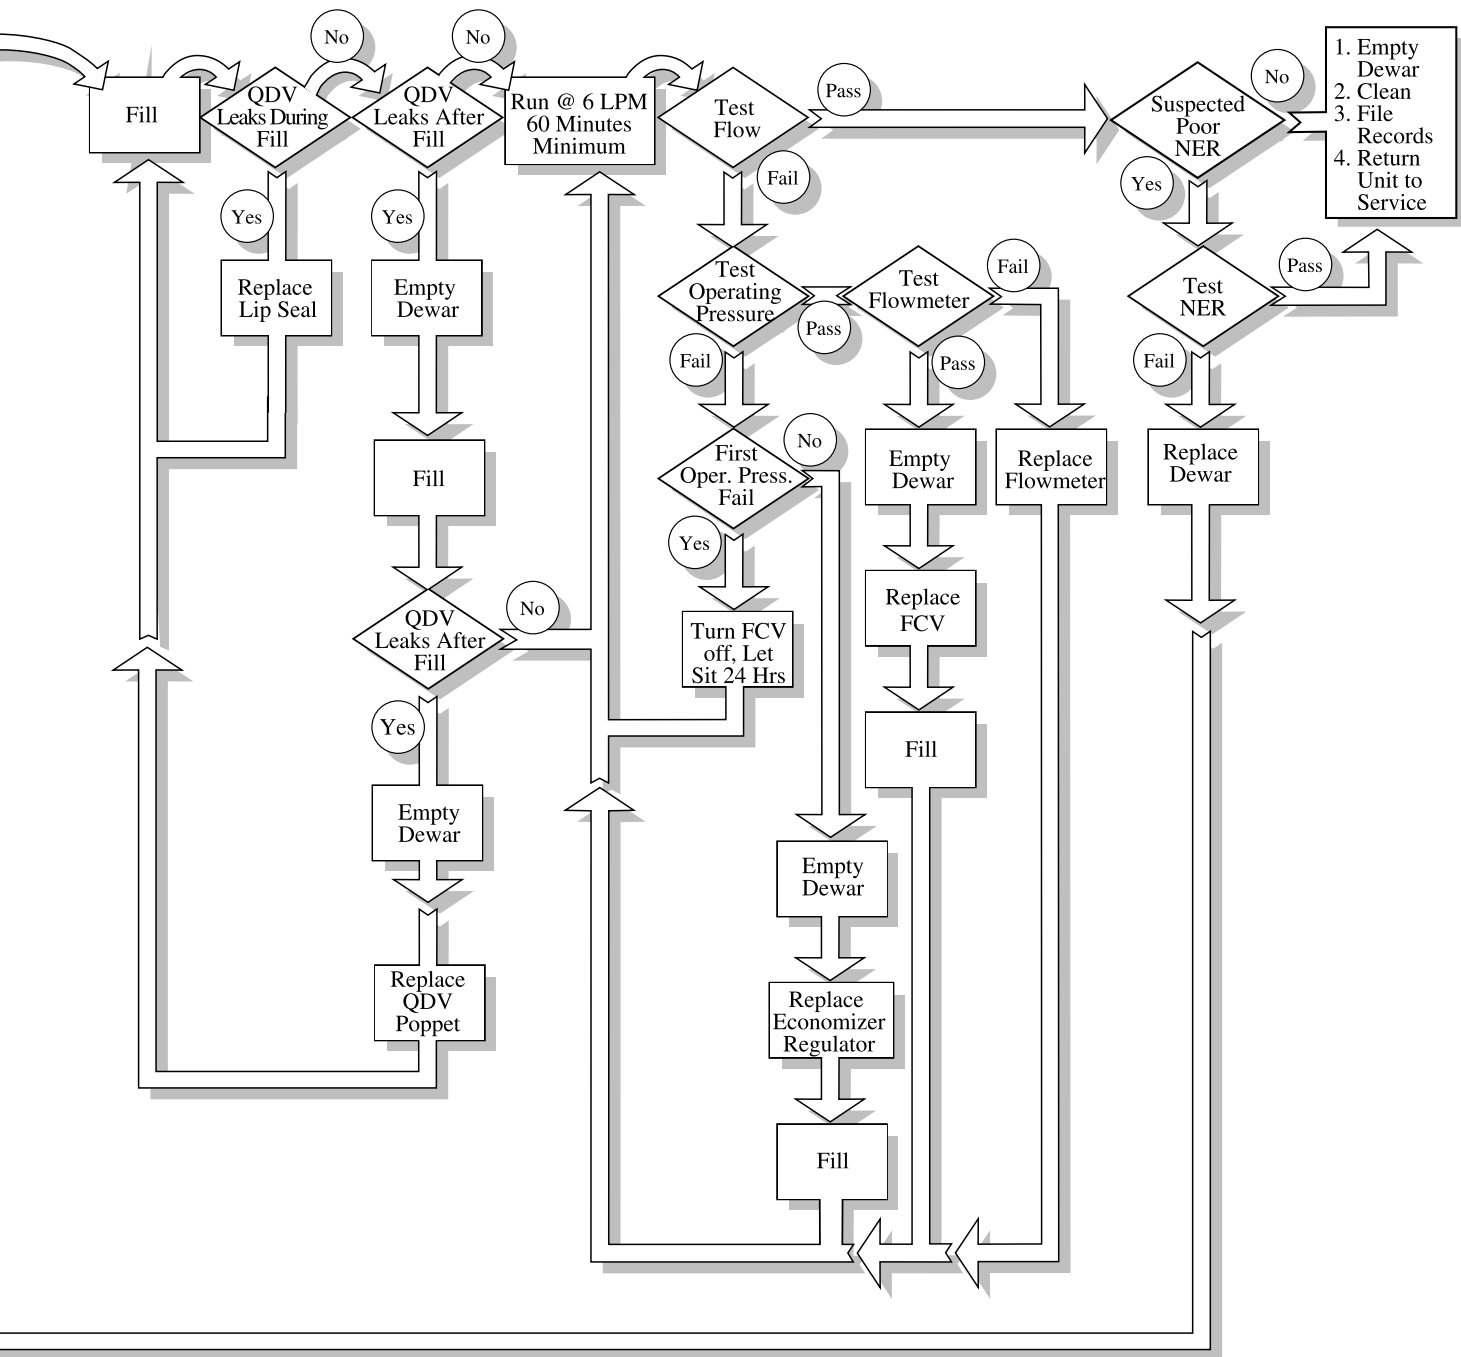 No
No
Fill
QDV
Leaks During
Fill
QDV
Leaks After
Fill
Run @ 6 LPM
60 Minutes
Minimum
Test
Flow
Pass
Suspected
Poor
NER
No
1. Empty
Dewar
2. Clean
3. File
Records
4. Return
Unit to
Service
Yes
Yes
Fail
Yes
Replace
Lip Seal
Empty
Dewar
Test
Operating
Pressure
Pass
Test
Flowmeter
Fail
Test
NER
Pass
Fail
Pass
Fail
Fill
First
Oper. Press.
Fail
No
Empty
Dewar
Replace
Flowmeter
Replace
Dewar
Yes
QDV
Leaks After
Fill
No
Turn FCV
off, Let
Sit 24 Hrs
Replace
FCV
Yes
Fill
Empty
Dewar
Empty
Dewar
Replace
QDV
Poppet
Replace
Economizer
Regulator
Fill